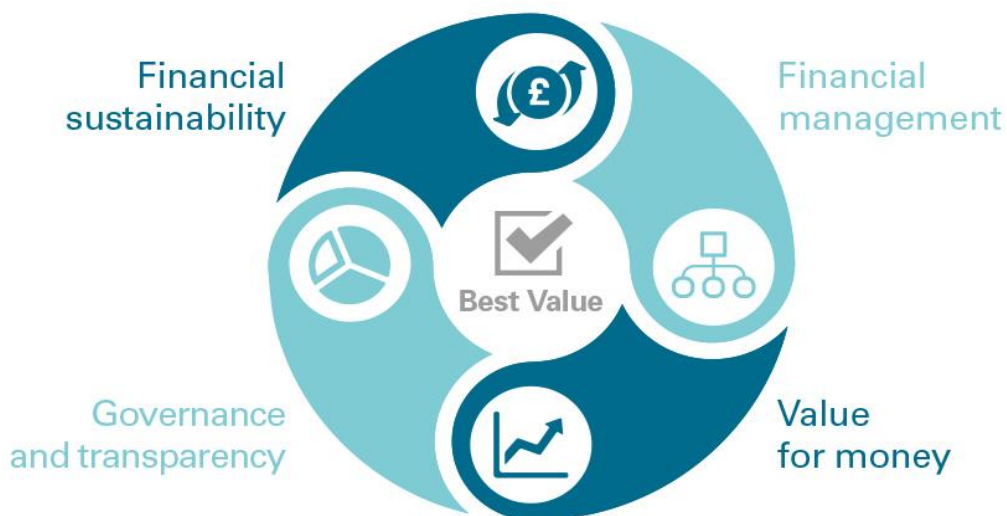 Financial
sustainability
Financial
management
£
Best Value
Governance
and transparency
Value
for money